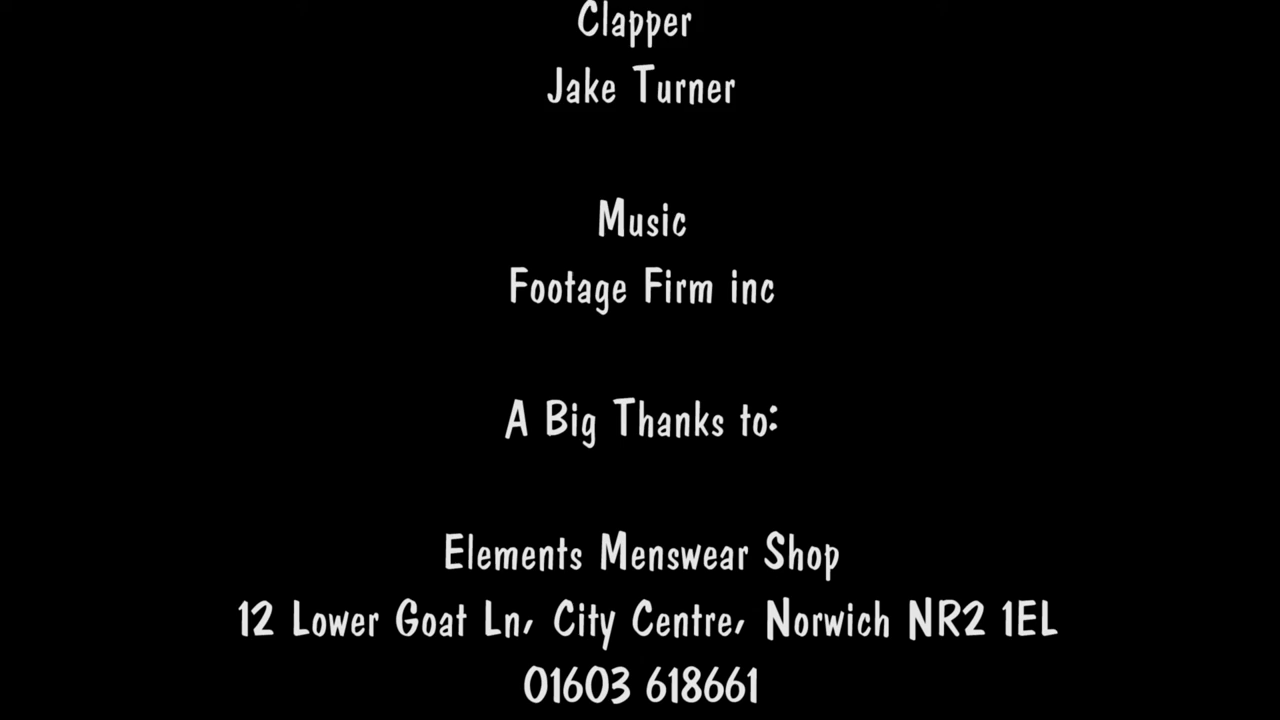 Clapper
Jake Turner
Music
Footage Firm inc
A Big Thanks to:
Elements Menswear Shop
12 Lower Goat Ln, City Centre, Norwich NR2 1EL
01603 618661